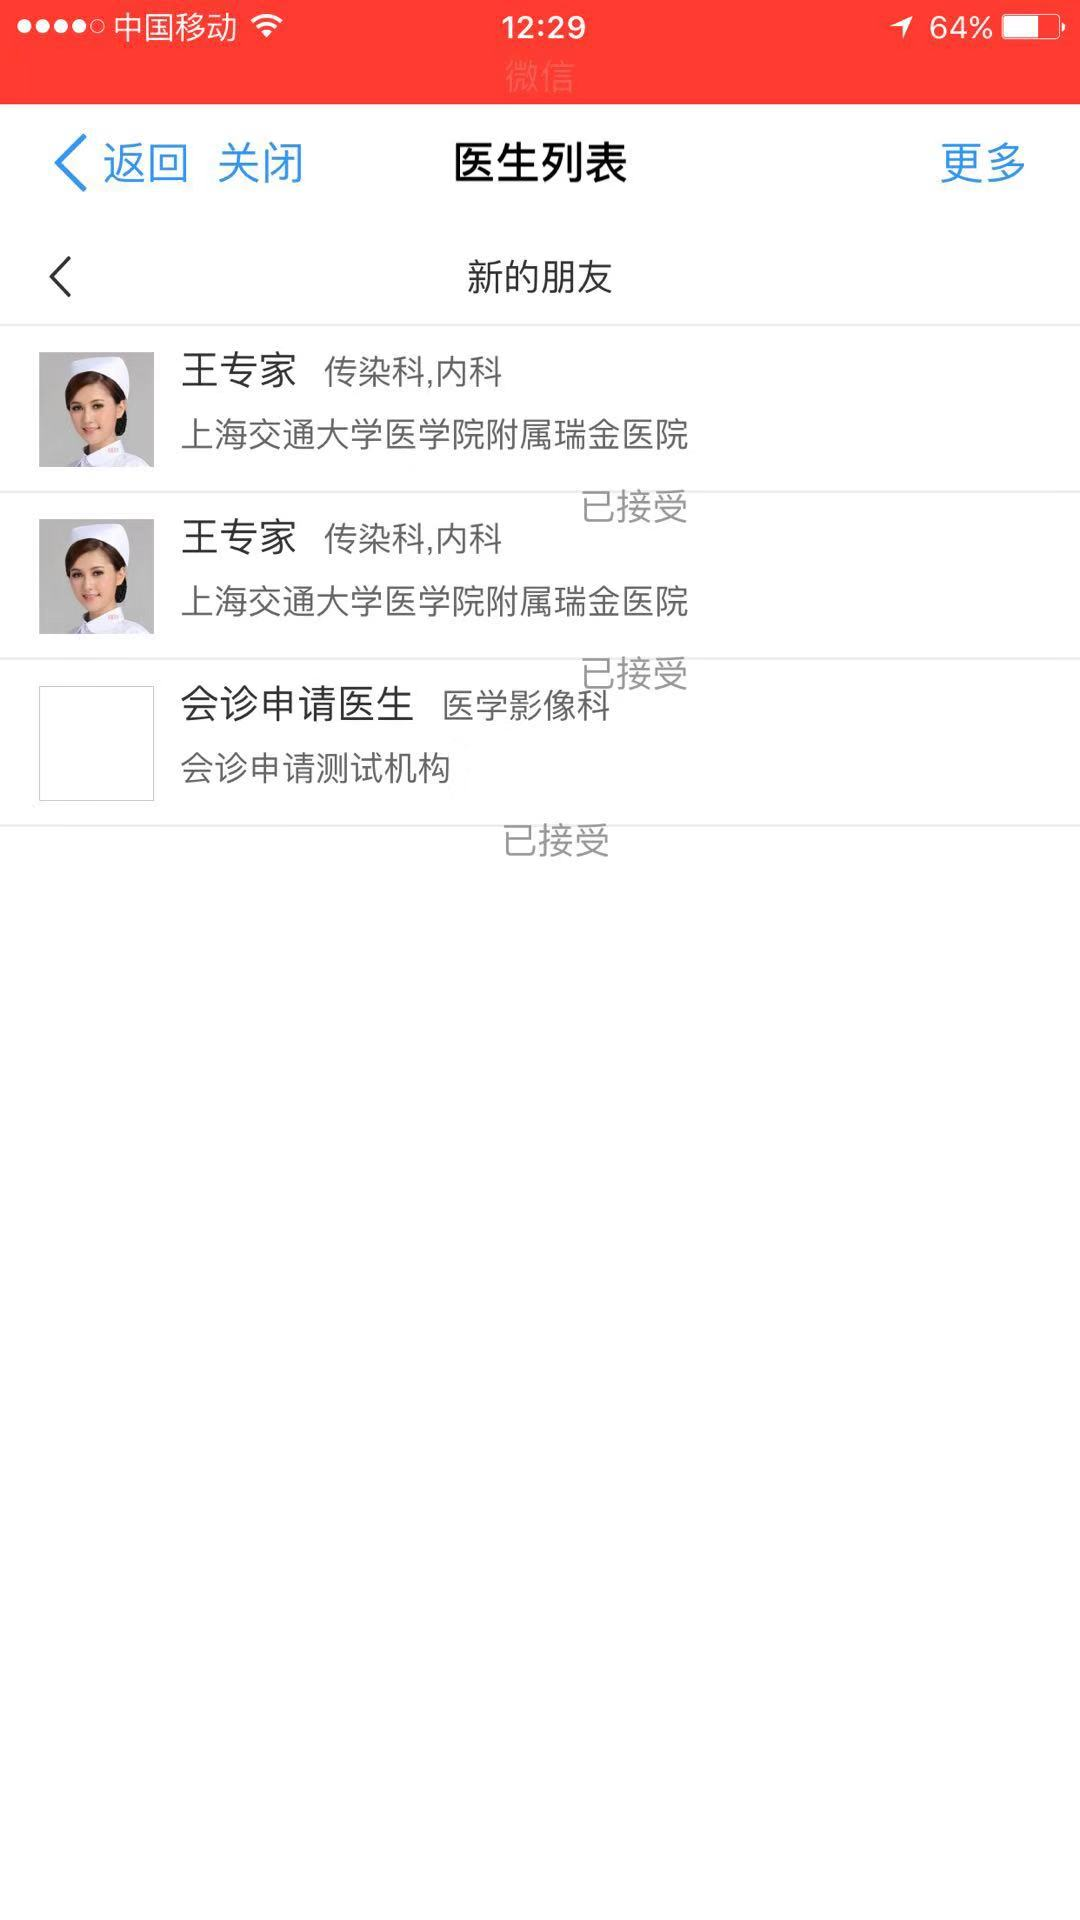 中国移动 12:29 64%
微信
返回 关闭 医生列表 更多
新的朋友
王专家 传染科,内科
上海交通大学医学院附属瑞金医院
已接受
王专家 传染科,内科
上海交通大学医学院附属瑞金医院
已接受
会诊申请医生 医学影像科
会诊申请测试机构
已接受